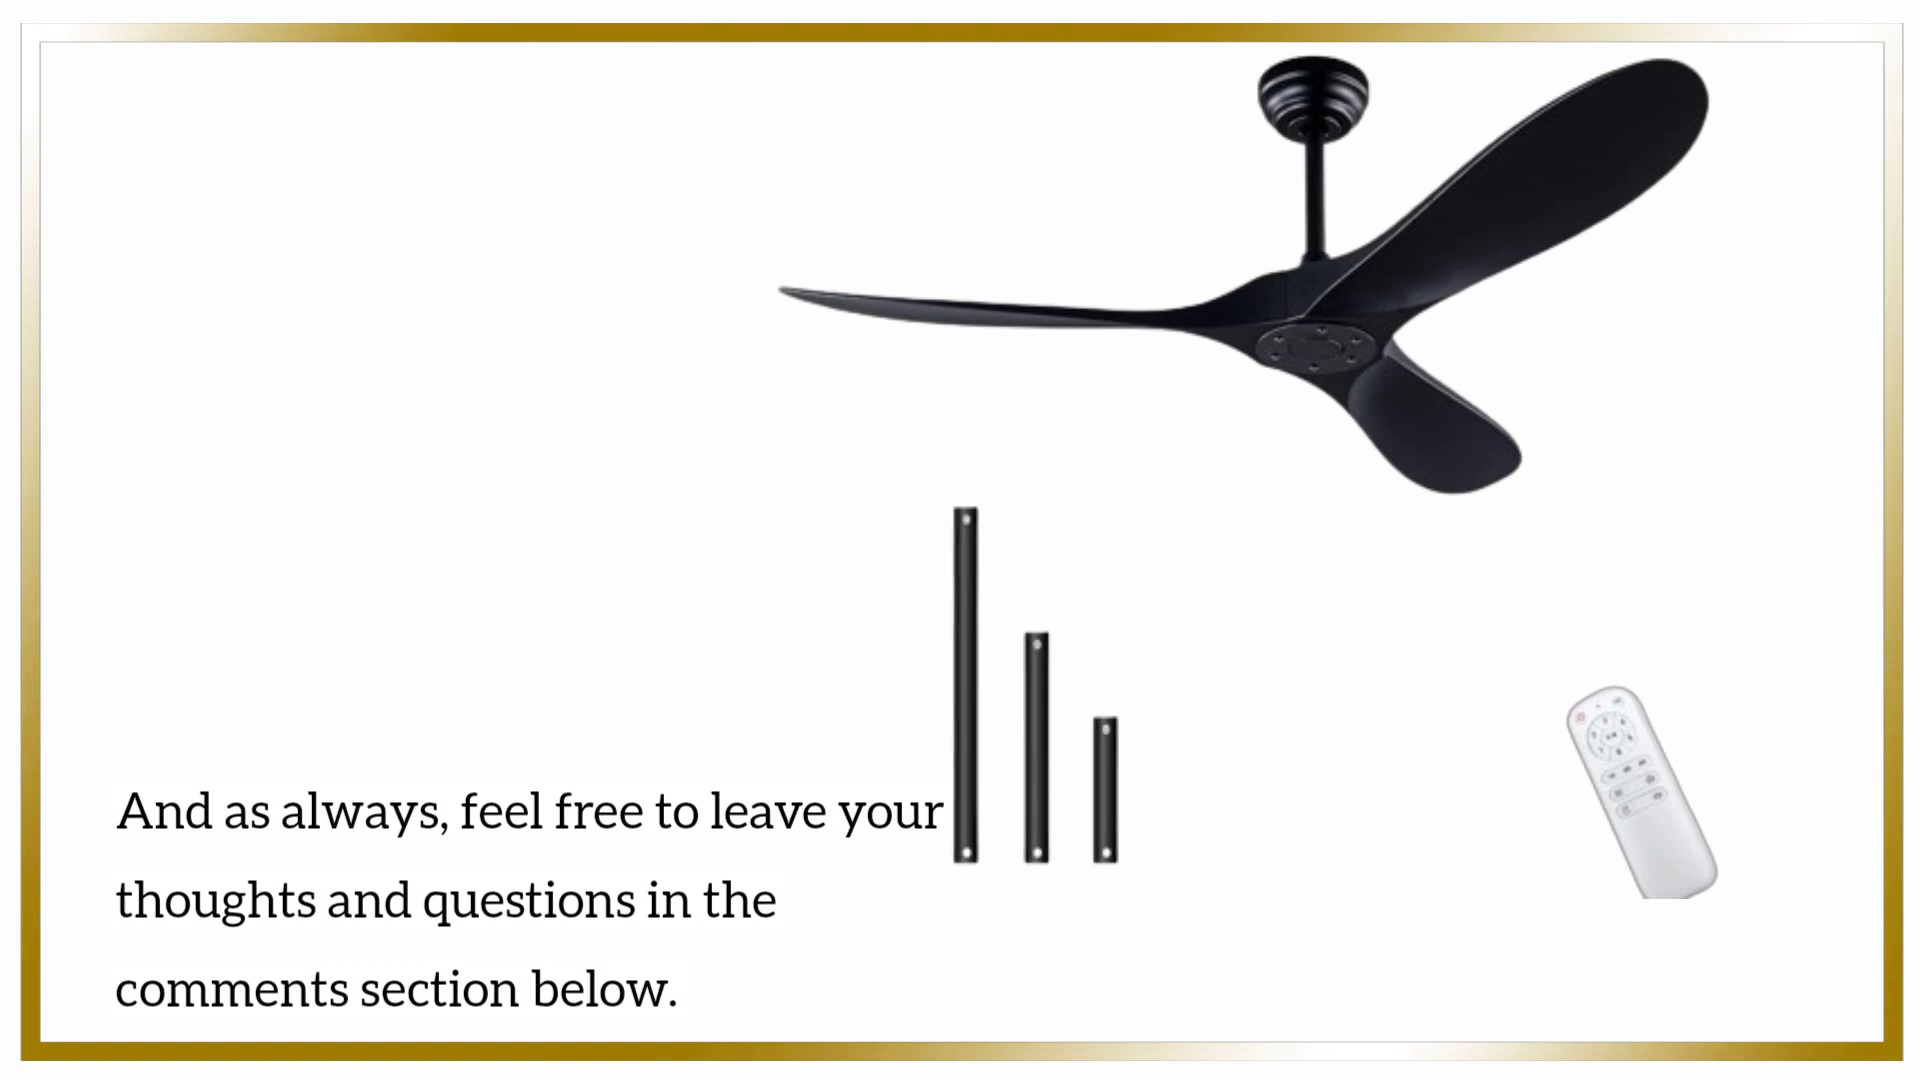 And as always, feel free to leave your
thoughts and questions in the
comments section below.